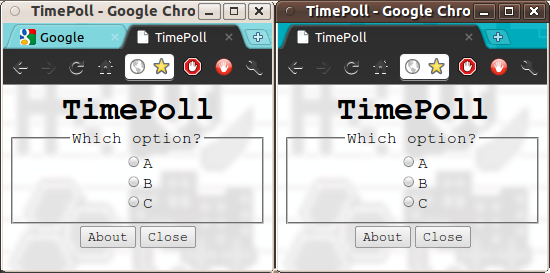 TimePoll - Google Chro
Google
TimePoll
TimePoll
Which option?
A
B
C
About
Close
TimePoll - Google Chro
TimePoll
TimePoll
Which option?
A
B
C
About
Close